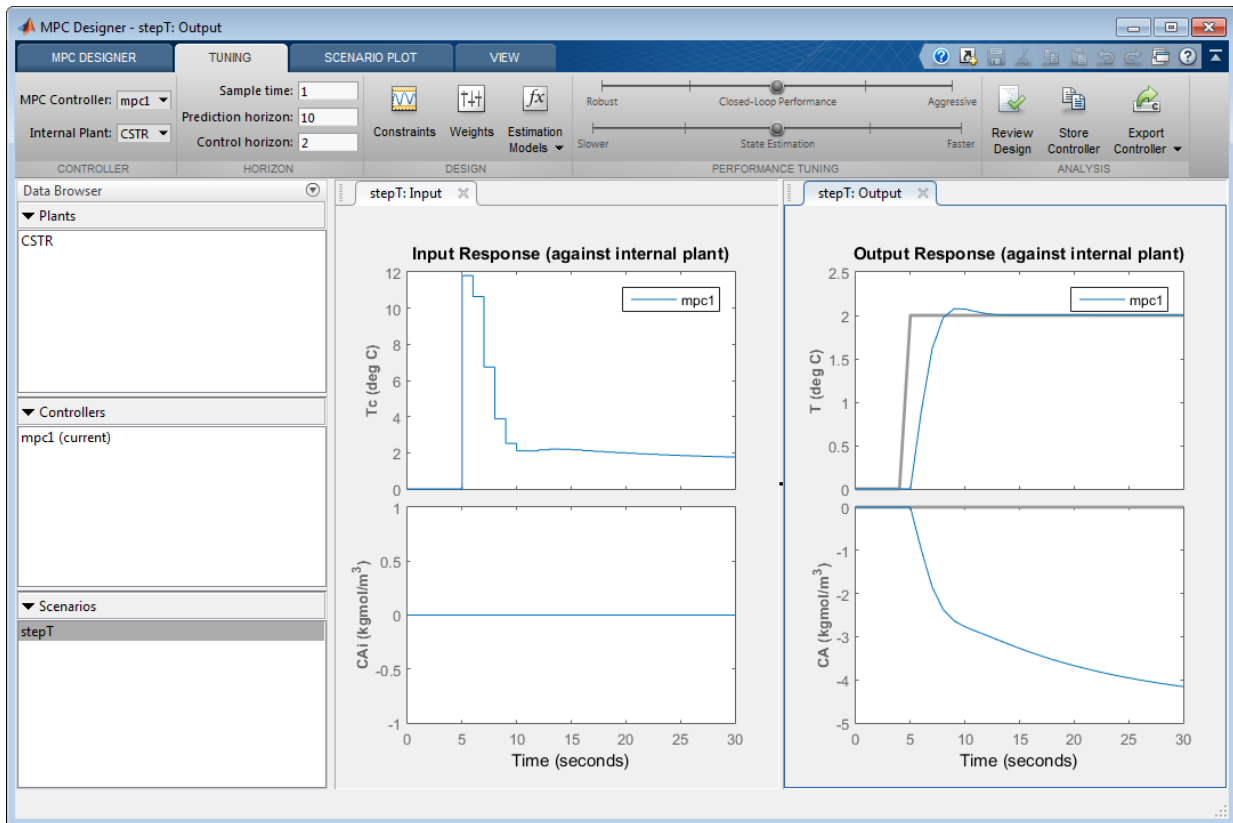 MPC Designer - stepT: Output
MPC DESIGNER TUNING SCENARIO PLOT VIEW
MPC Controller: mpc1
Internal Plant: CSTR
CONTROLLER
Sample time: 1
Prediction horizon: 10
Control horizon: 2
HORIZON
Constraints Weights Estimation Models
DESIGN
Robust Closed-Loop Performance Aggressive
Slower State Estimation Faster
PERFORMANCE TUNING
Review Design Store Controller Export Controller
ANALYSIS
Data Browser
Plants
CSTR
Controllers
mpc1 (current)
Scenarios
stepT
stepT: Input
Input Response (against internal plant)
mpc1
Tc (deg C)
12
10
8
6
4
2
0
CAi (kgmol/m³)
1
0.5
0
-0.5
-1
0 5 10 15 20 25 30
Time (seconds)
stepT: Output
Output Response (against internal plant)
mpc1
T (deg C)
2.5
2
1.5
1
0.5
0
CA (kgmol/m³)
0
-1
-2
-3
-4
-5
0 5 10 15 20 25 30
Time (seconds)